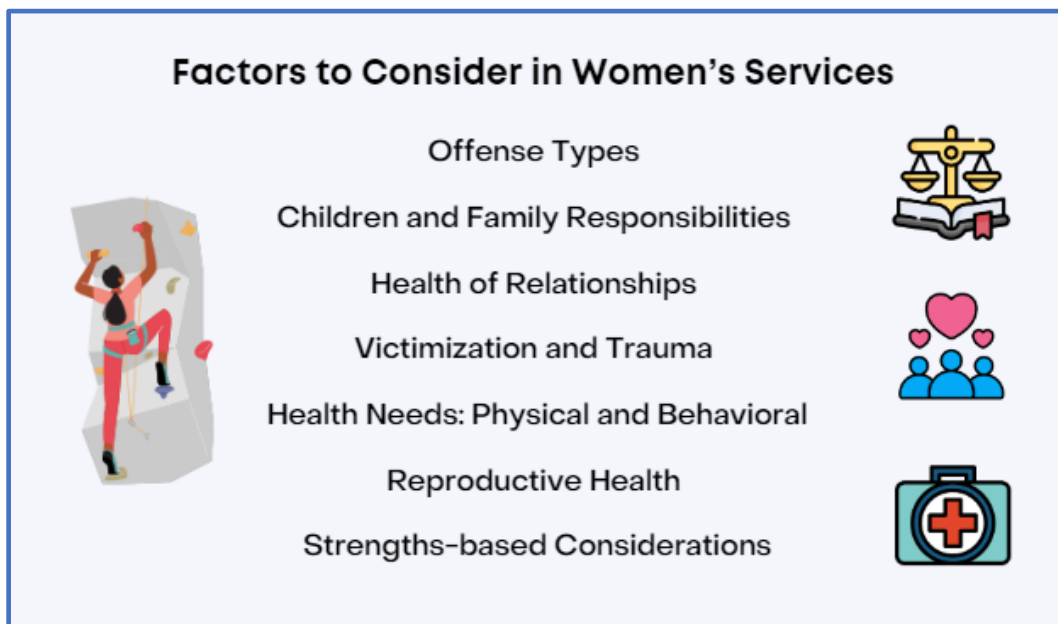 Factors to Consider in Women's Services
Offense Types
Children and Family Responsibilities
Health of Relationships
Victimization and Trauma
Health Needs: Physical and Behavioral
Reproductive Health
Strengths-based Considerations